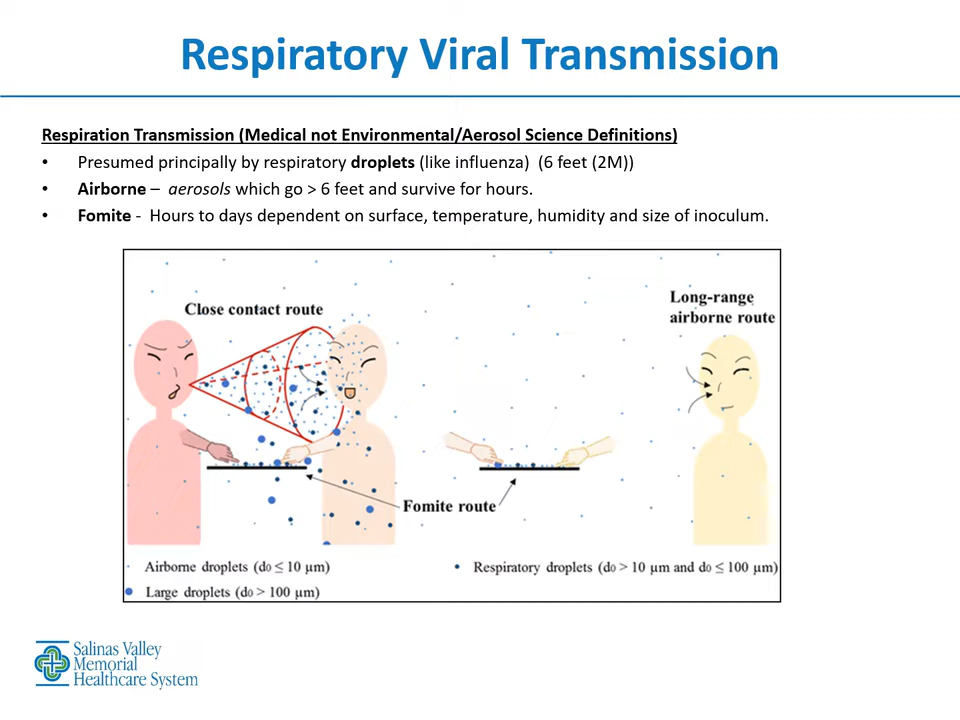 Respiratory Viral Transmission
Respiration Transmission (Medical not Environmental/Aerosol Science Definitions)
• Presumed principally by respiratory droplets (like influenza) (6 feet (2M))
• Airborne – aerosols which go > 6 feet and survive for hours.
• Fomite - Hours to days dependent on surface, temperature, humidity and size of inoculum.
Close contact route
Long-range
airborne route
Fomite route
Airborne droplets (d₀ ≤ 10 µm)
Respiratory droplets (d₀ > 10 µm and d₀ ≤ 100 µm)
Large droplets (d₀ > 100 µm)
Salinas Valley
Memorial
Healthcare System